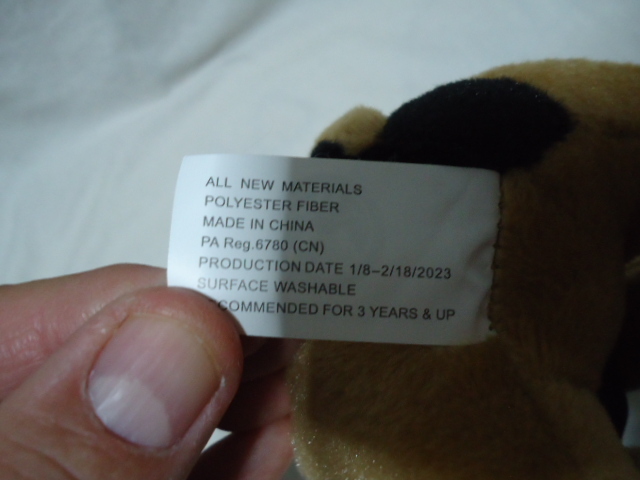 ALL NEW MATERIALS
POLYESTER FIBER
MADE IN CHINA
PA Reg.6780 (CN)
PRODUCTION DATE 1/8–2/18/2023
SURFACE WASHABLE
FOR 3 YEARS & UP